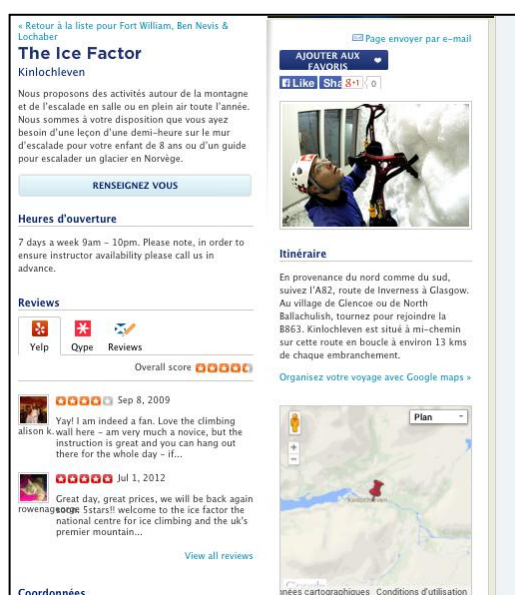 « Retour à la liste pour Fort William, Ben Nevis &
Lochaber
The Ice Factor
Kinlochleven
Nous proposons des activités autour de la montagne
et de l'escalade en salle ou en plein air toute l'année.
Nous sommes à votre disposition que vous ayez
besoin d'une leçon d'une demi-heure sur le mur
d'escalade pour votre enfant de 8 ans ou d'un guide
pour escalader un glacier en Norvège.
RENSEIGNEZ VOUS
Heures d'ouverture
7 days a week 9am - 10pm. Please note, in order to
ensure instructor availability please call us in
advance.
Reviews
Yelp Qype Reviews
Overall score
Sep 8, 2009
Yay! I am indeed a fan. Love the climbing
alison k. wall here - am very much a novice, but the
instruction is great and you can hang out
there for the whole day - if...
Jul 1, 2012
Great day, great prices, we will be back again
rowenageorge soon. 5stars!! welcome to the ice factor the
national centre for ice climbing and the uk's
premier mountain...
View all reviews
Coordonnées
Page envoyer par e-mail
AJOUTER AUX
FAVORIS
Like Sha g+1 0
Itinéraire
En provenance du nord comme du sud,
suivez l'A82, route de Inverness à Glasgow.
Au village de Glencoe ou de North
Ballachulish, tournez pour rejoindre la
B863. Kinlochleven est situé à mi-chemin
sur cette route en boucle à environ 13 kms
de chaque embranchement.
Organisez votre voyage avec Google maps »
Plan
+
-
Kinlochleven
Google
nées cartographiques Conditions d'utilisation